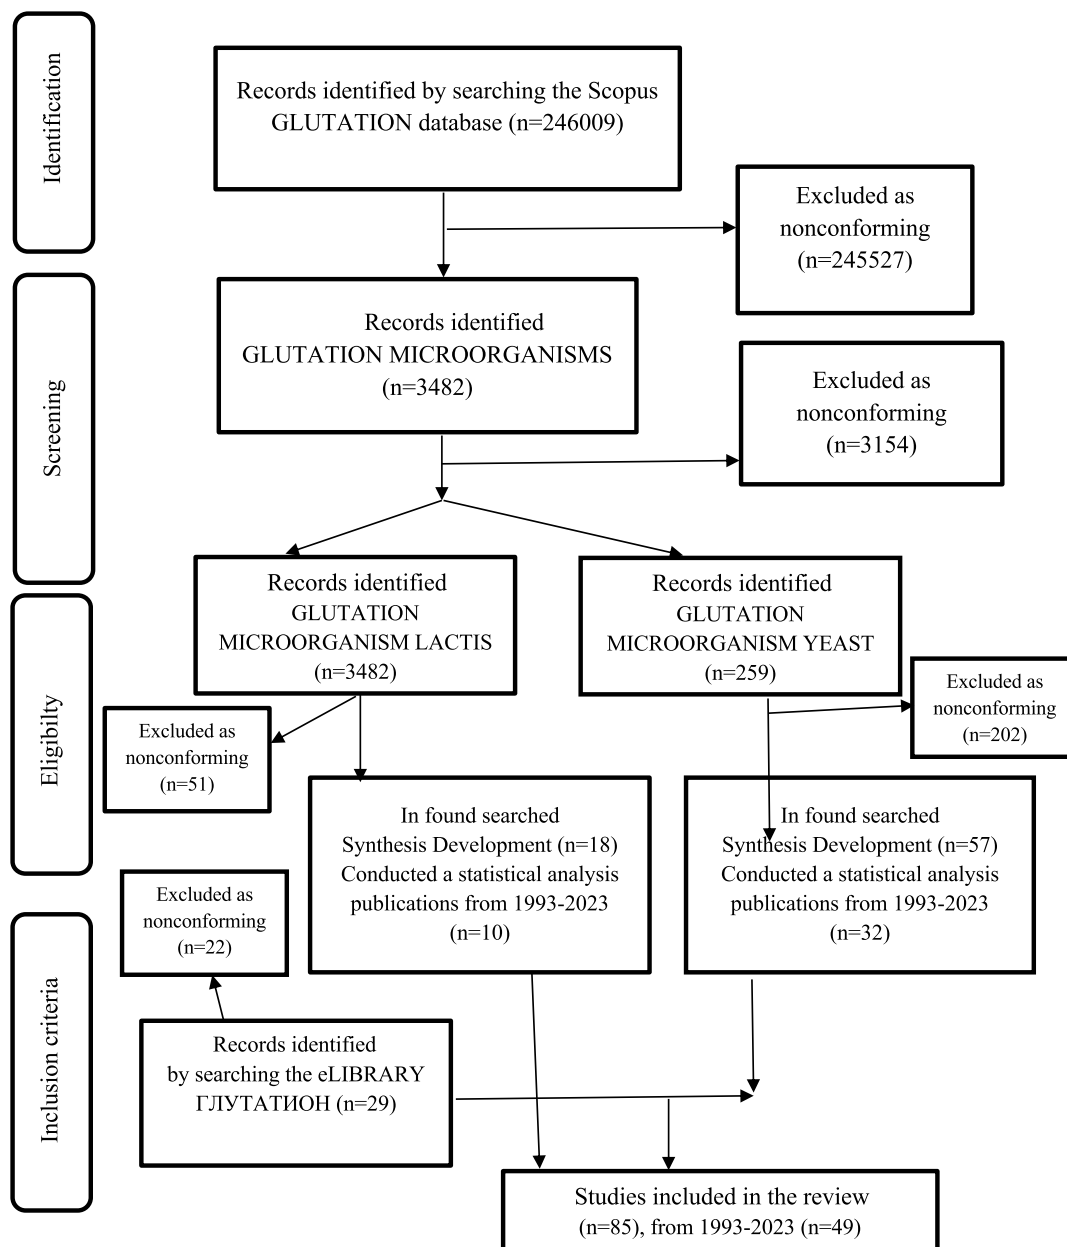 Identification
Records identified by searching the Scopus
GLUTATION database (n=246009)
Excluded as
nonconforming
(n=245527)
Screening
Records identified
GLUTATION MICROORGANISMS
(n=3482)
Excluded as
nonconforming
(n=3154)
Records identified
GLUTATION
MICROORGANISM LACTIS
(n=3482)
Records identified
GLUTATION
MICROORGANISM YEAST
(n=259)
Eligibilty
Excluded as
nonconforming
(n=51)
Excluded as
nonconforming
(n=202)
In found searched
Synthesis Development (n=18)
Conducted a statistical analysis
publications from 1993-2023
(n=10)
In found searched
Synthesis Development (n=57)
Conducted a statistical analysis
publications from 1993-2023
(n=32)
Inclusion criteria
Excluded as
nonconforming
(n=22)
Records identified
by searching the eLIBRARY
ГЛУТАТИОН (n=29)
Studies included in the review
(n=85), from 1993-2023 (n=49)